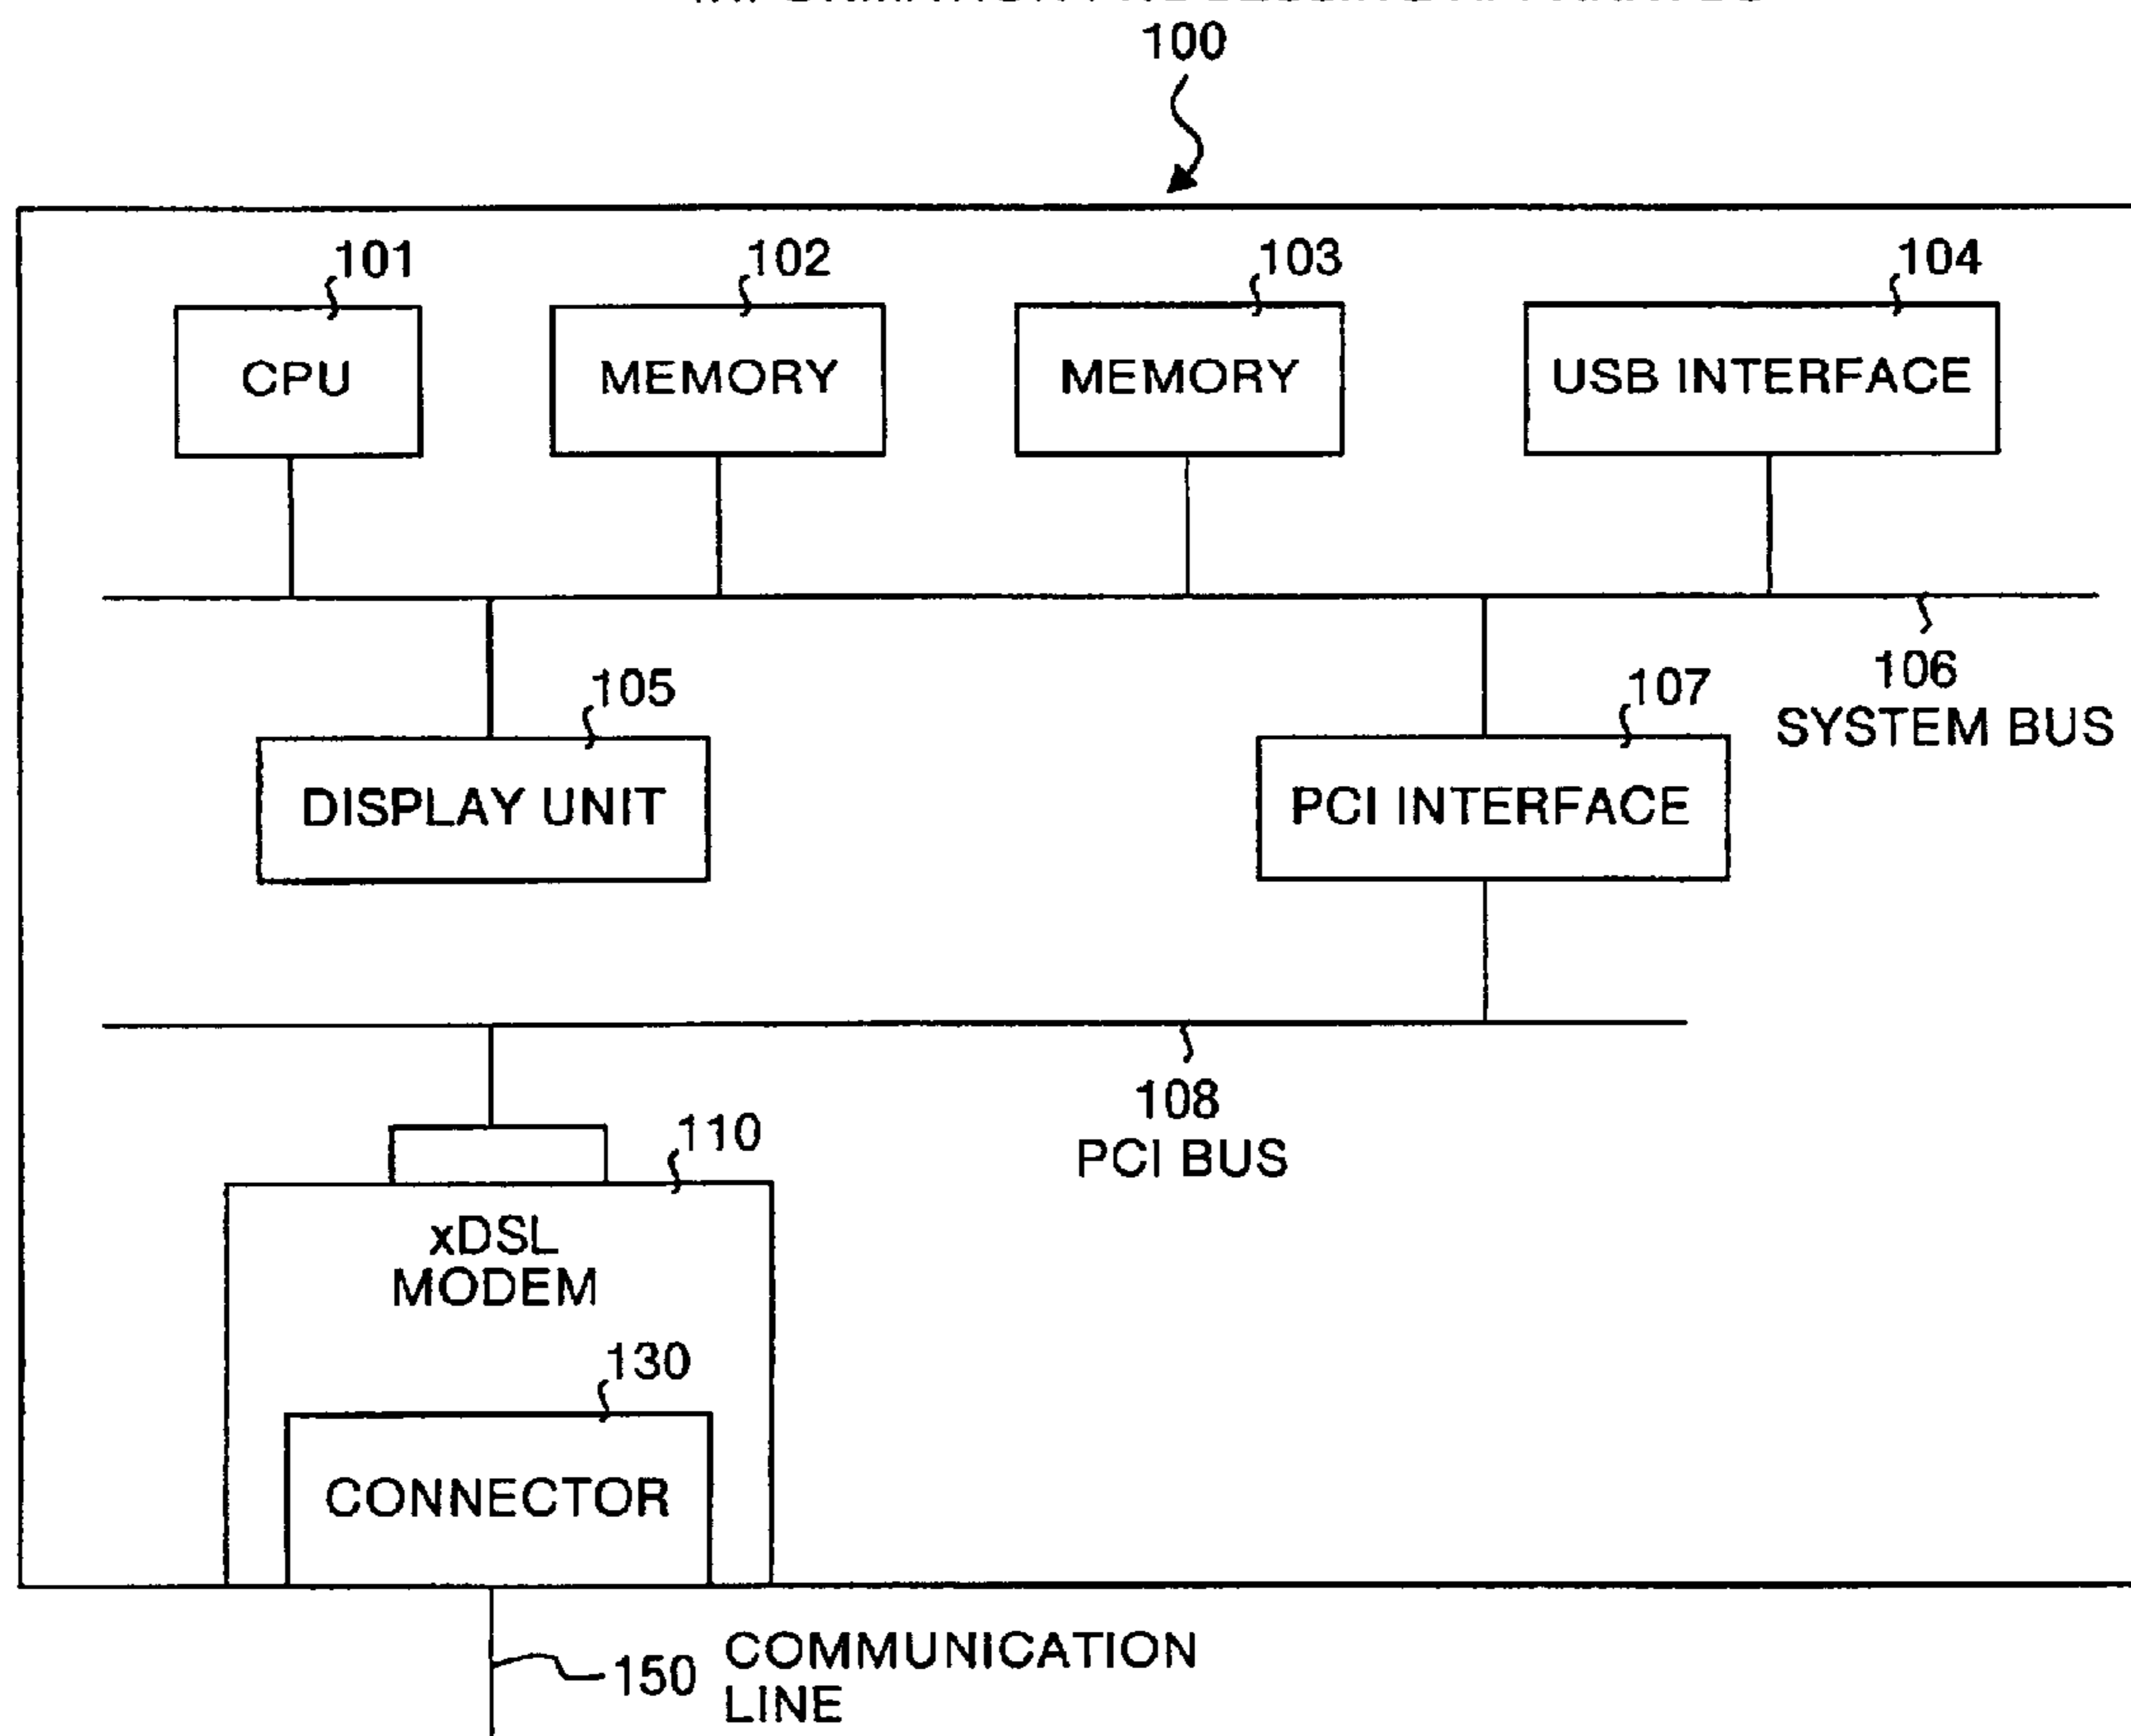 100
101
102
103
104
CPU
MEMORY
MEMORY
USB INTERFACE
106
SYSTEM BUS
105
107
DISPLAY UNIT
PCI INTERFACE
108
PCI BUS
110
xDSL
MODEM
130
CONNECTOR
150
COMMUNICATION
LINE